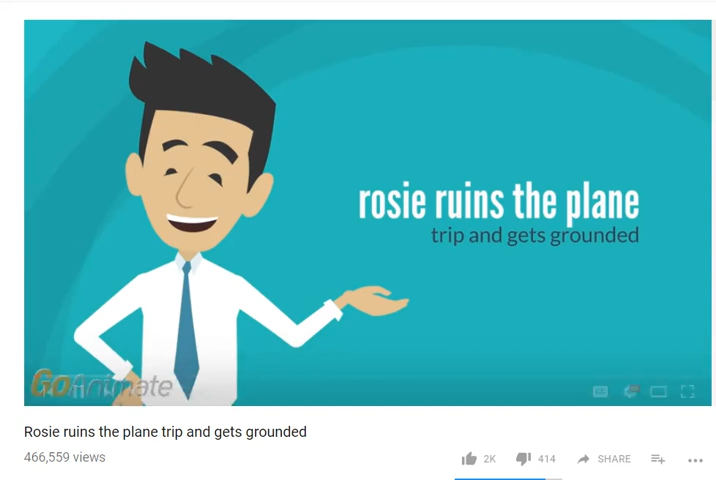 rosie ruins the plane
trip and gets grounded
GoAnimate
Rosie ruins the plane trip and gets grounded
466,559 views
2K
414
SHARE